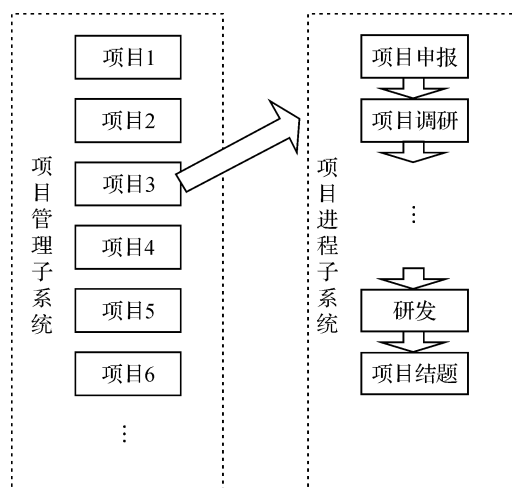 项目管理子系统
项目1
项目2
项目3
项目4
项目5
项目6
⋮
项目进程子系统
项目申报
项目调研
⋮
研发
项目结题